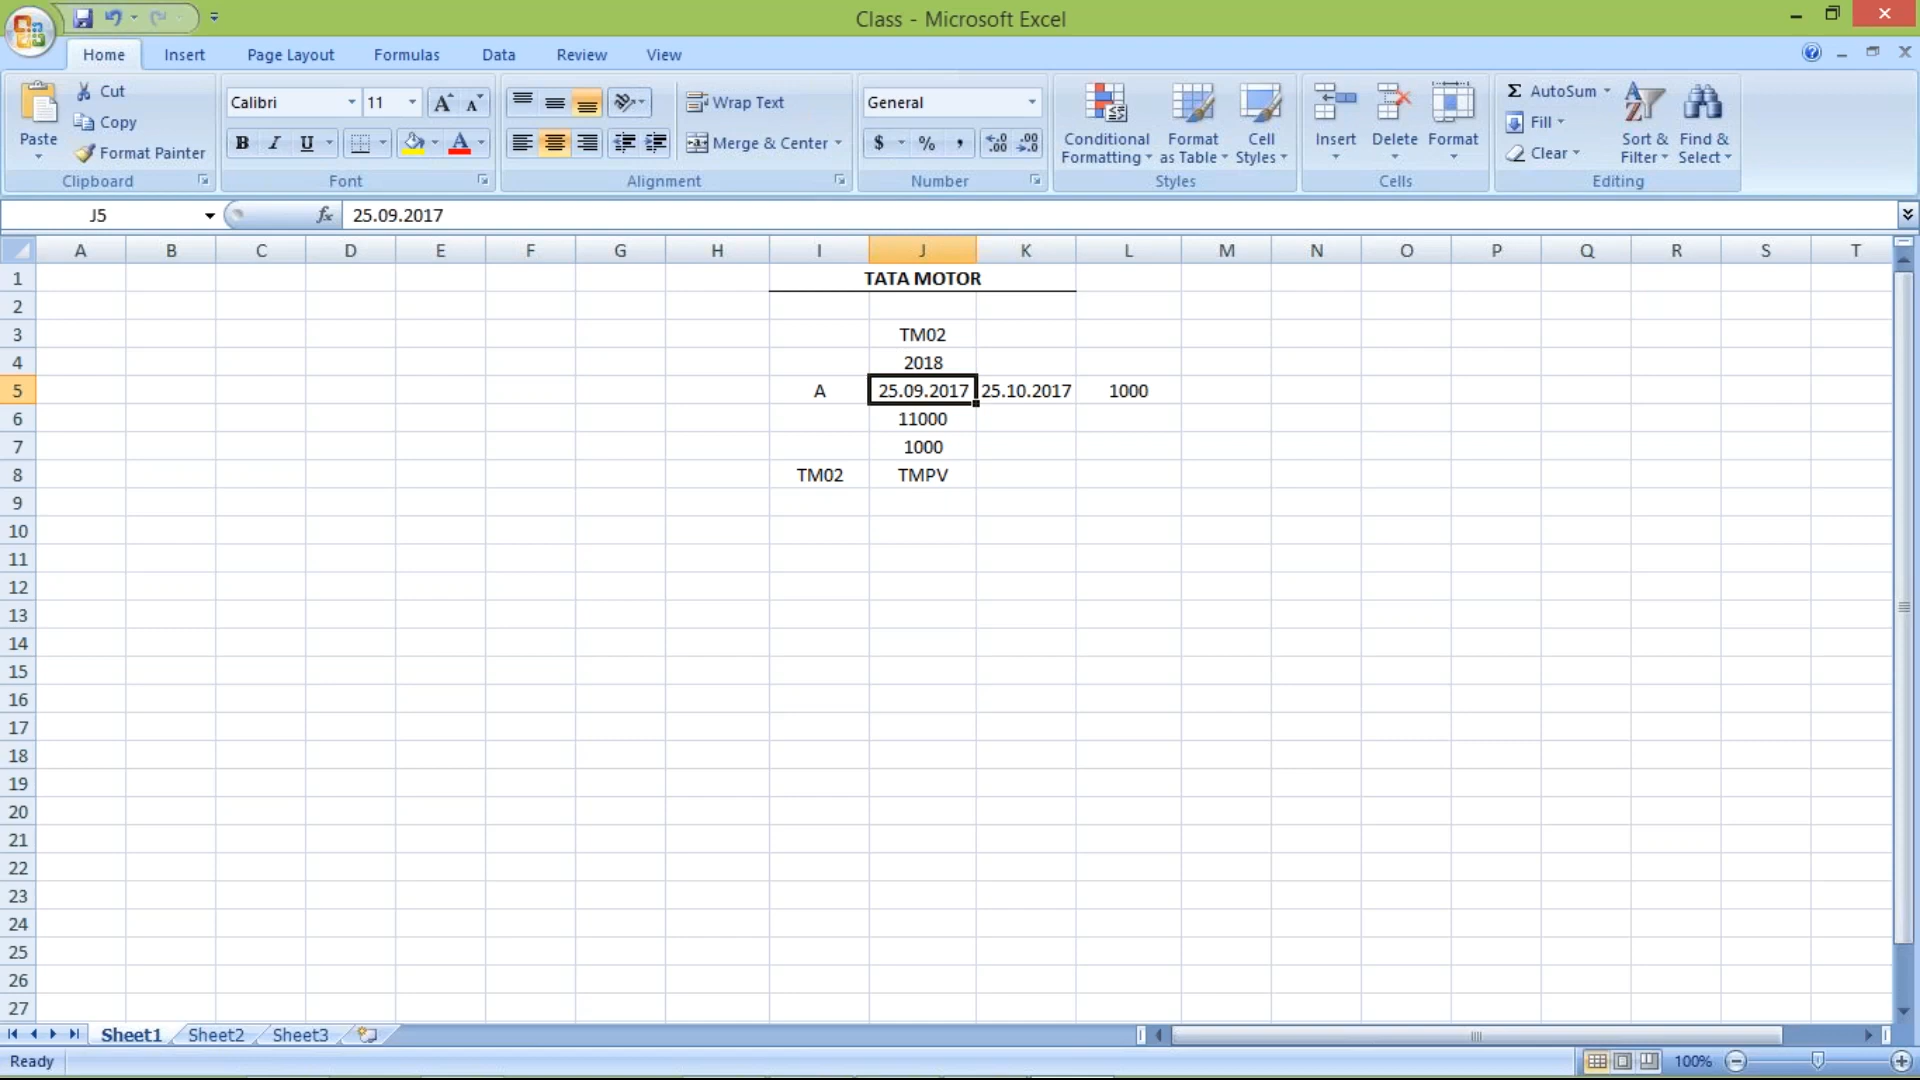 Class - Microsoft Excel
Home Insert Page Layout Formulas Data Review View
Paste
Cut
Copy
Format Painter
Clipboard
Calibri 11
B I U
Font
Wrap Text
Merge & Center
Alignment
General
$ % ,
Number
Conditional Formatting
Format as Table
Cell Styles
Styles
Insert Delete Format
Cells
Σ AutoSum
Fill
Clear
Sort & Filter
Find & Select
Editing
J5 fx 25.09.2017
A B C D E F G H I J K L M N O P Q R S T
1 TATA MOTOR
2
3 TM02
4 2018
5 A 25.09.2017 25.10.2017 1000
6 11000
7 1000
8 TM02 TMPV
9
10
11
12
13
14
15
16
17
18
19
20
21
22
23
24
25
26
27
Sheet1 Sheet2 Sheet3
Ready 100%